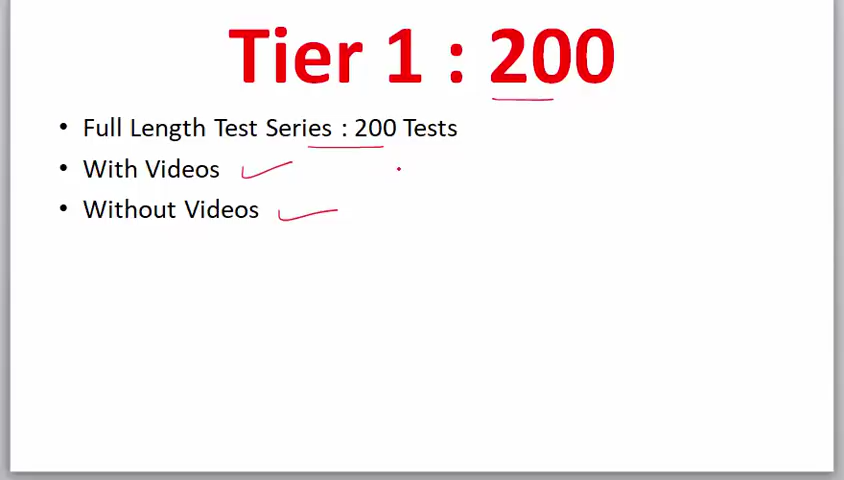 Tier 1 : 200
• Full Length Test Series : 200 Tests
• With Videos
• Without Videos